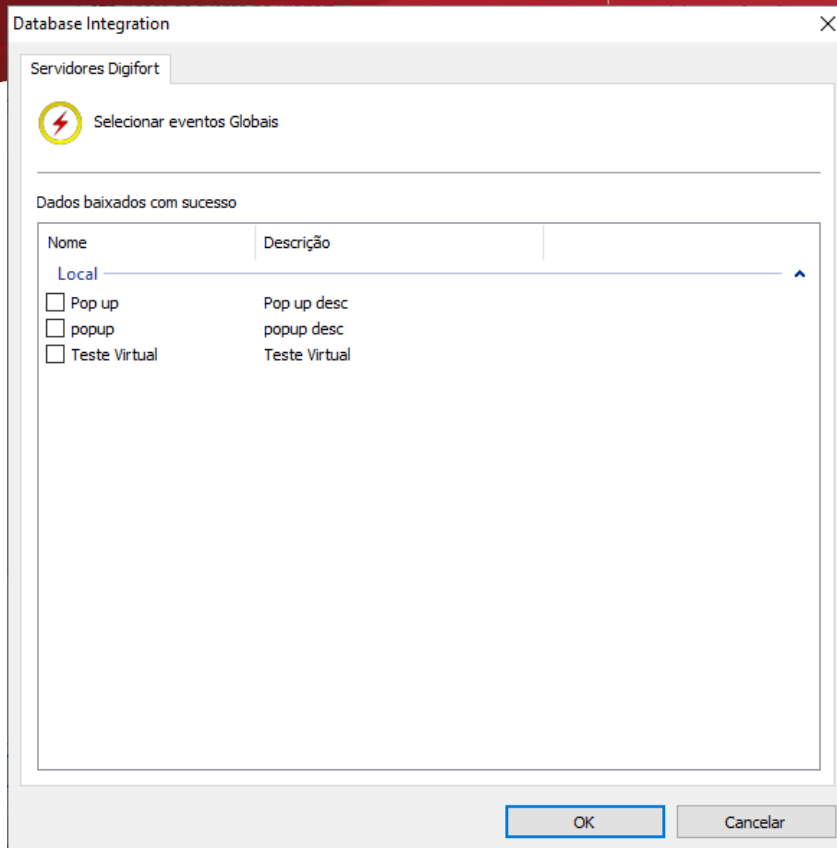 Database Integration
Servidores Digifort
Selecionar eventos Globais
Dados baixados com sucesso
Nome Descrição
Local
Pop up Pop up desc
popup popup desc
Teste Virtual Teste Virtual
OK Cancelar